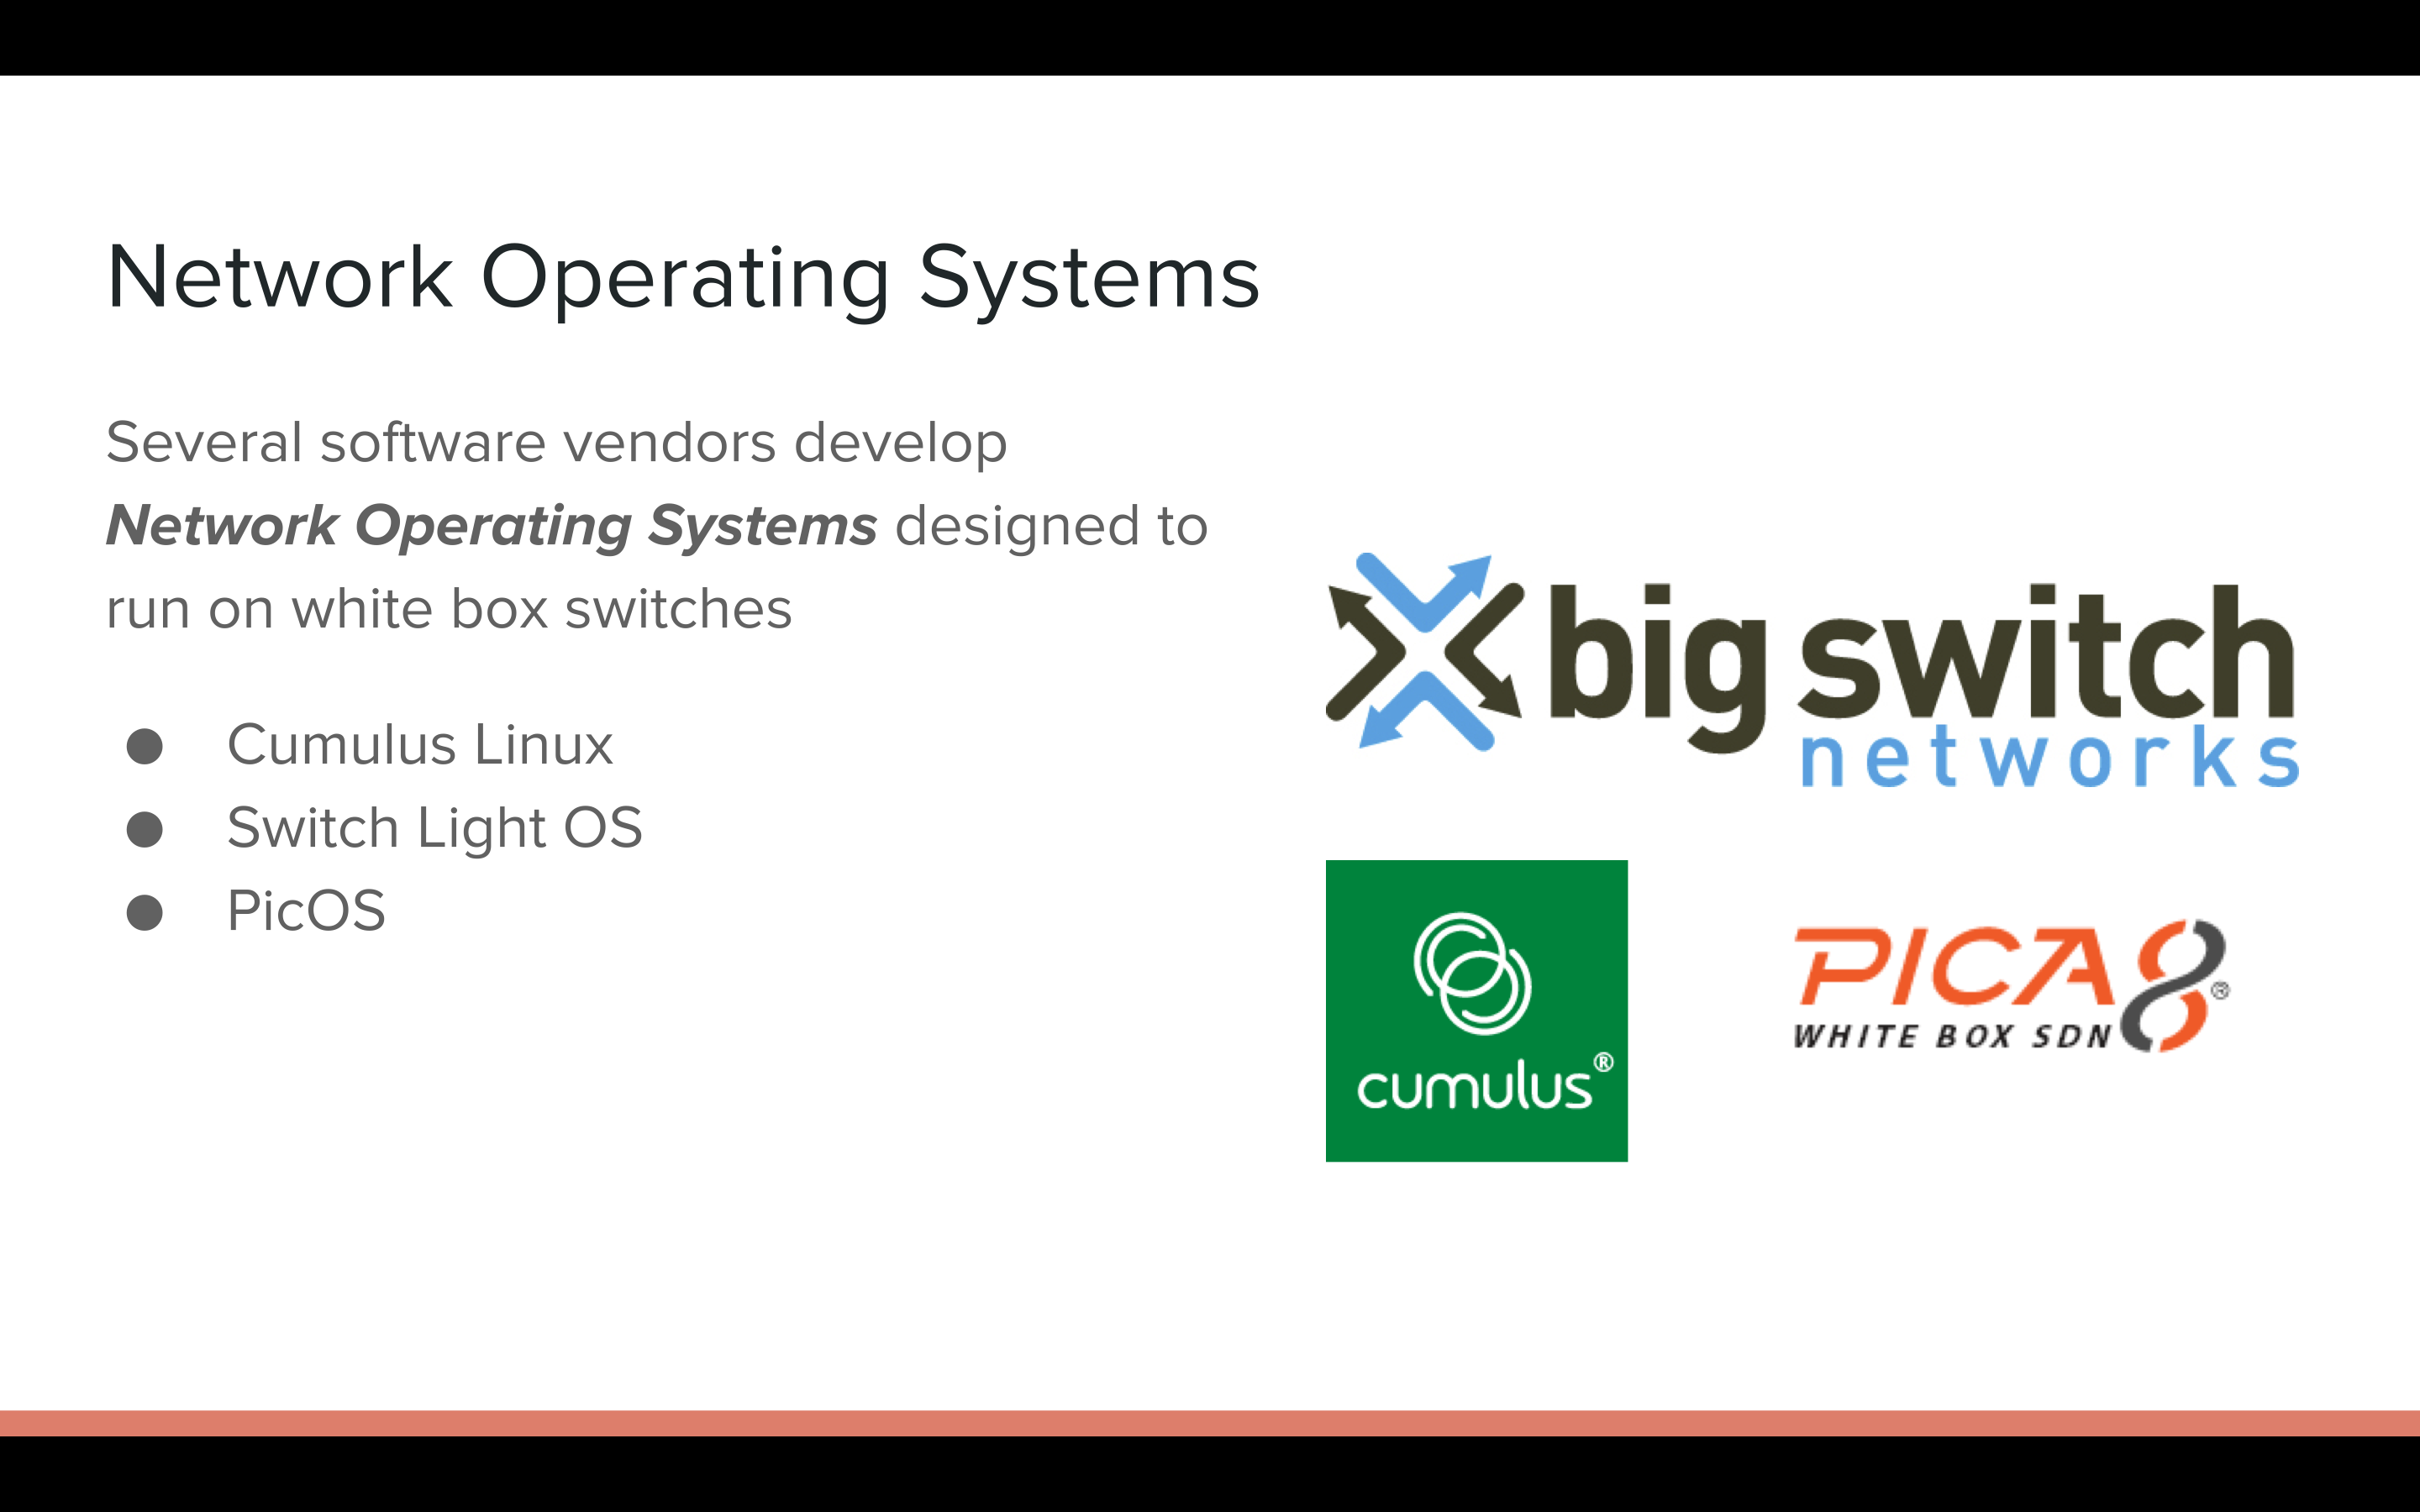 Network Operating Systems
Several software vendors develop
Network Operating Systems designed to
run on white box switches
● Cumulus Linux
● Switch Light OS
● PicOS
big switch
networks
cumulus®
PICA8®
WHITE BOX SDN